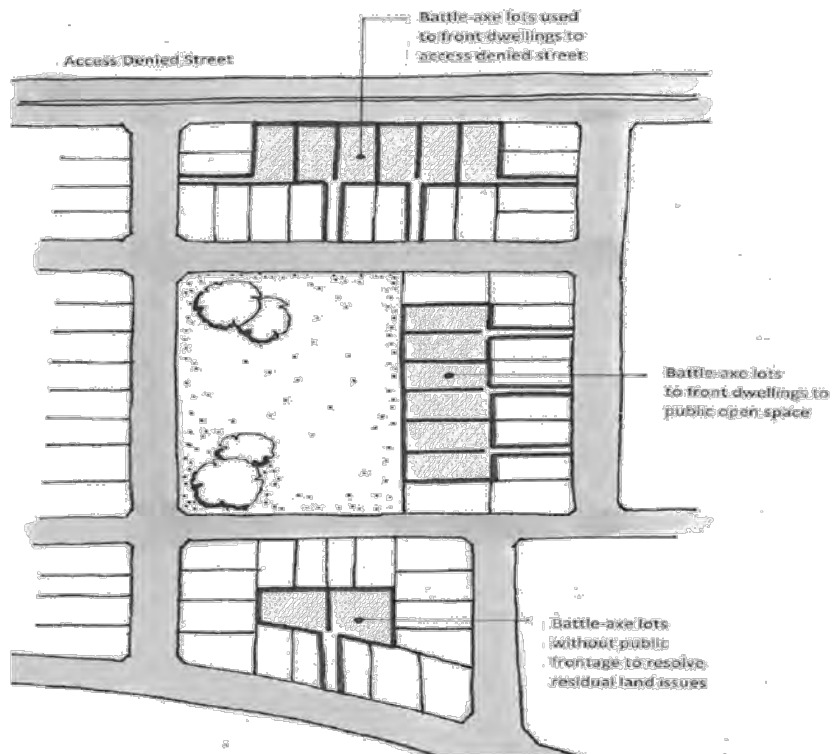 Battle-axe lots used
to front dwellings to
access denied street
Access Denied Street
Battle-axe lots
to front dwellings to
public open space
Battle-axe lots
without public
frontage to resolve
residual land issues